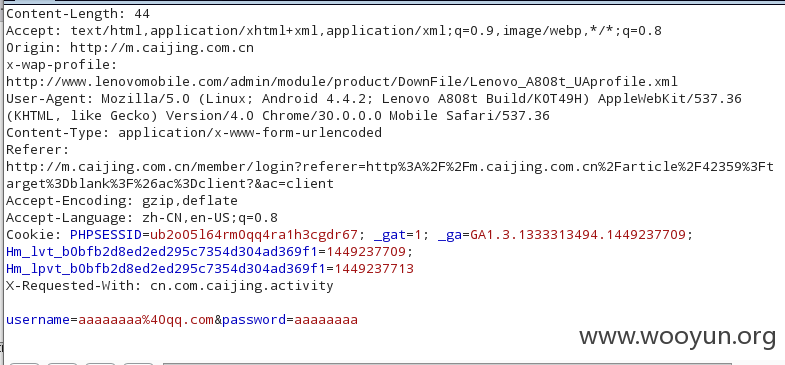 Content-Length: 44
Accept: text/html,application/xhtml+xml,application/xml;q=0.9,image/webp,*/*;q=0.8
Origin: http://m.caijing.com.cn
x-wap-profile:
http://www.lenovomobile.com/admin/module/product/DownFile/Lenovo_A808t_UAprofile.xml
User-Agent: Mozilla/5.0 (Linux; Android 4.4.2; Lenovo A808t Build/KOT49H) AppleWebKit/537.36
(KHTML, like Gecko) Version/4.0 Chrome/30.0.0.0 Mobile Safari/537.36
Content-Type: application/x-www-form-urlencoded
Referer:
http://m.caijing.com.cn/member/login?referer=http%3A%2F%2Fm.caijing.com.cn%2Farticle%2F42359%3Ft
arget%3Dblank%3F%26ac%3Dclient?&ac=client
Accept-Encoding: gzip,deflate
Accept-Language: zh-CN,en-US;q=0.8
Cookie: PHPSESSID=ub2o05l64rm0qq4ra1h3cgdr67; _gat=1; _ga=GA1.3.1333313494.1449237709;
Hm_lvt_b0bfb2d8ed2ed295c7354d304ad369f1=1449237709;
Hm_lpvt_b0bfb2d8ed2ed295c7354d304ad369f1=1449237713
X-Requested-With: cn.com.caijing.activity
username=aaaaaaaa%40qq.com&password=aaaaaaaa
www.wooyun.org